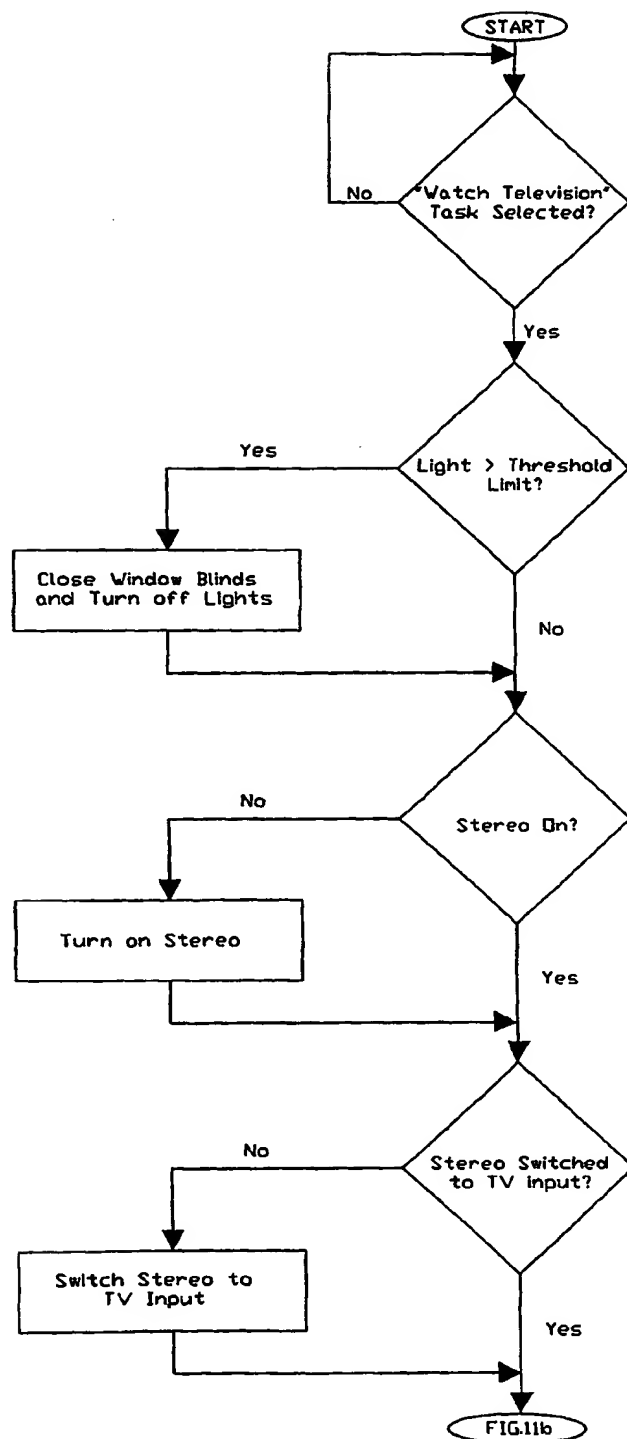 START
No
"Watch Television"
Task Selected?
Yes
Yes
Light > Threshold
Limit?
Close Window Blinds
and Turn off Lights
No
No
Stereo On?
Turn on Stereo
Yes
No
Stereo Switched
to TV input?
Switch Stereo to
TV Input
Yes
FIG.11b